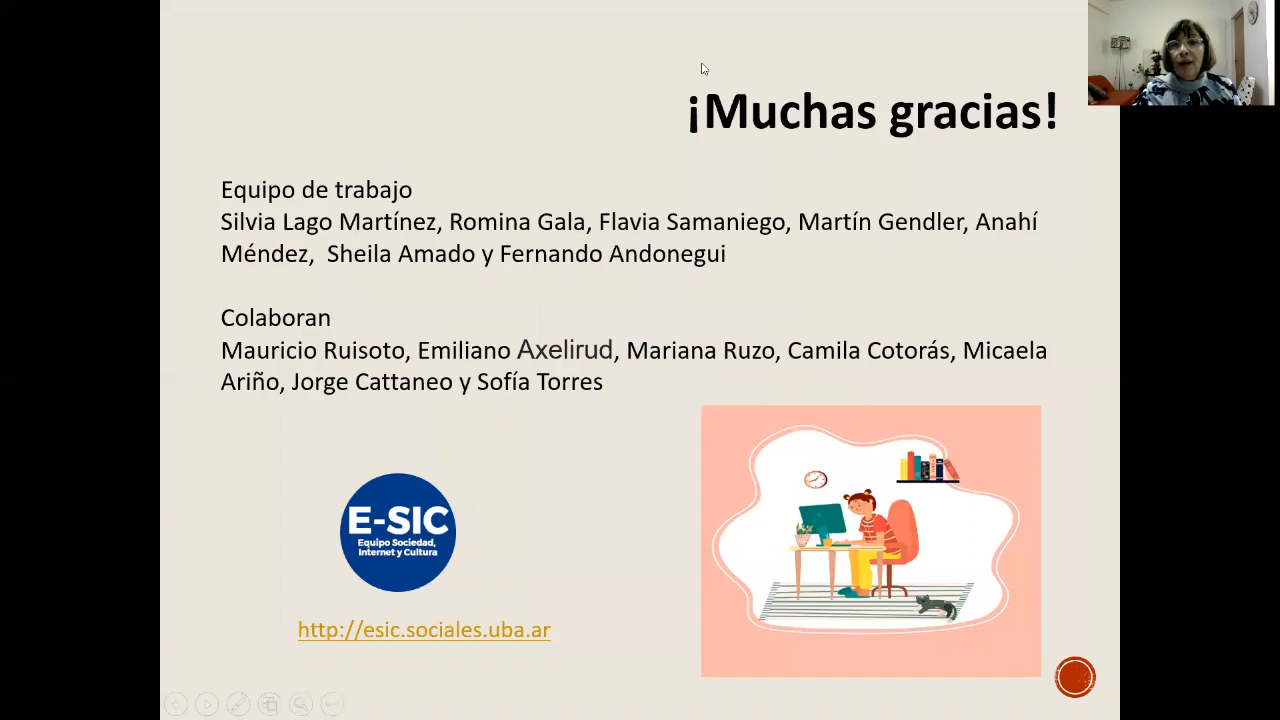 ¡Muchas gracias!
Equipo de trabajo
Silvia Lago Martínez, Romina Gala, Flavia Samaniego, Martín Gendler, Anahí
Méndez,  Sheila Amado y Fernando Andonegui
Colaboran
Mauricio Ruisoto, Emiliano Axelirud, Mariana Ruzo, Camila Cotorás, Micaela
Ariño, Jorge Cattaneo y Sofía Torres
E-SIC
Equipo Sociedad,
Internet y Cultura
http://esic.sociales.uba.ar